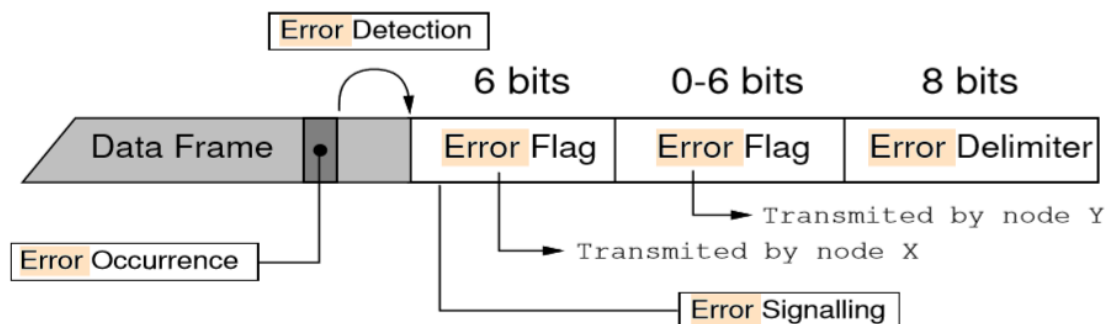 Error Detection
6 bits
0-6 bits
8 bits
Data Frame
Error Flag
Error Flag
Error Delimiter
Transmited by node Y
Transmited by node X
Error Occurrence
Error Signalling